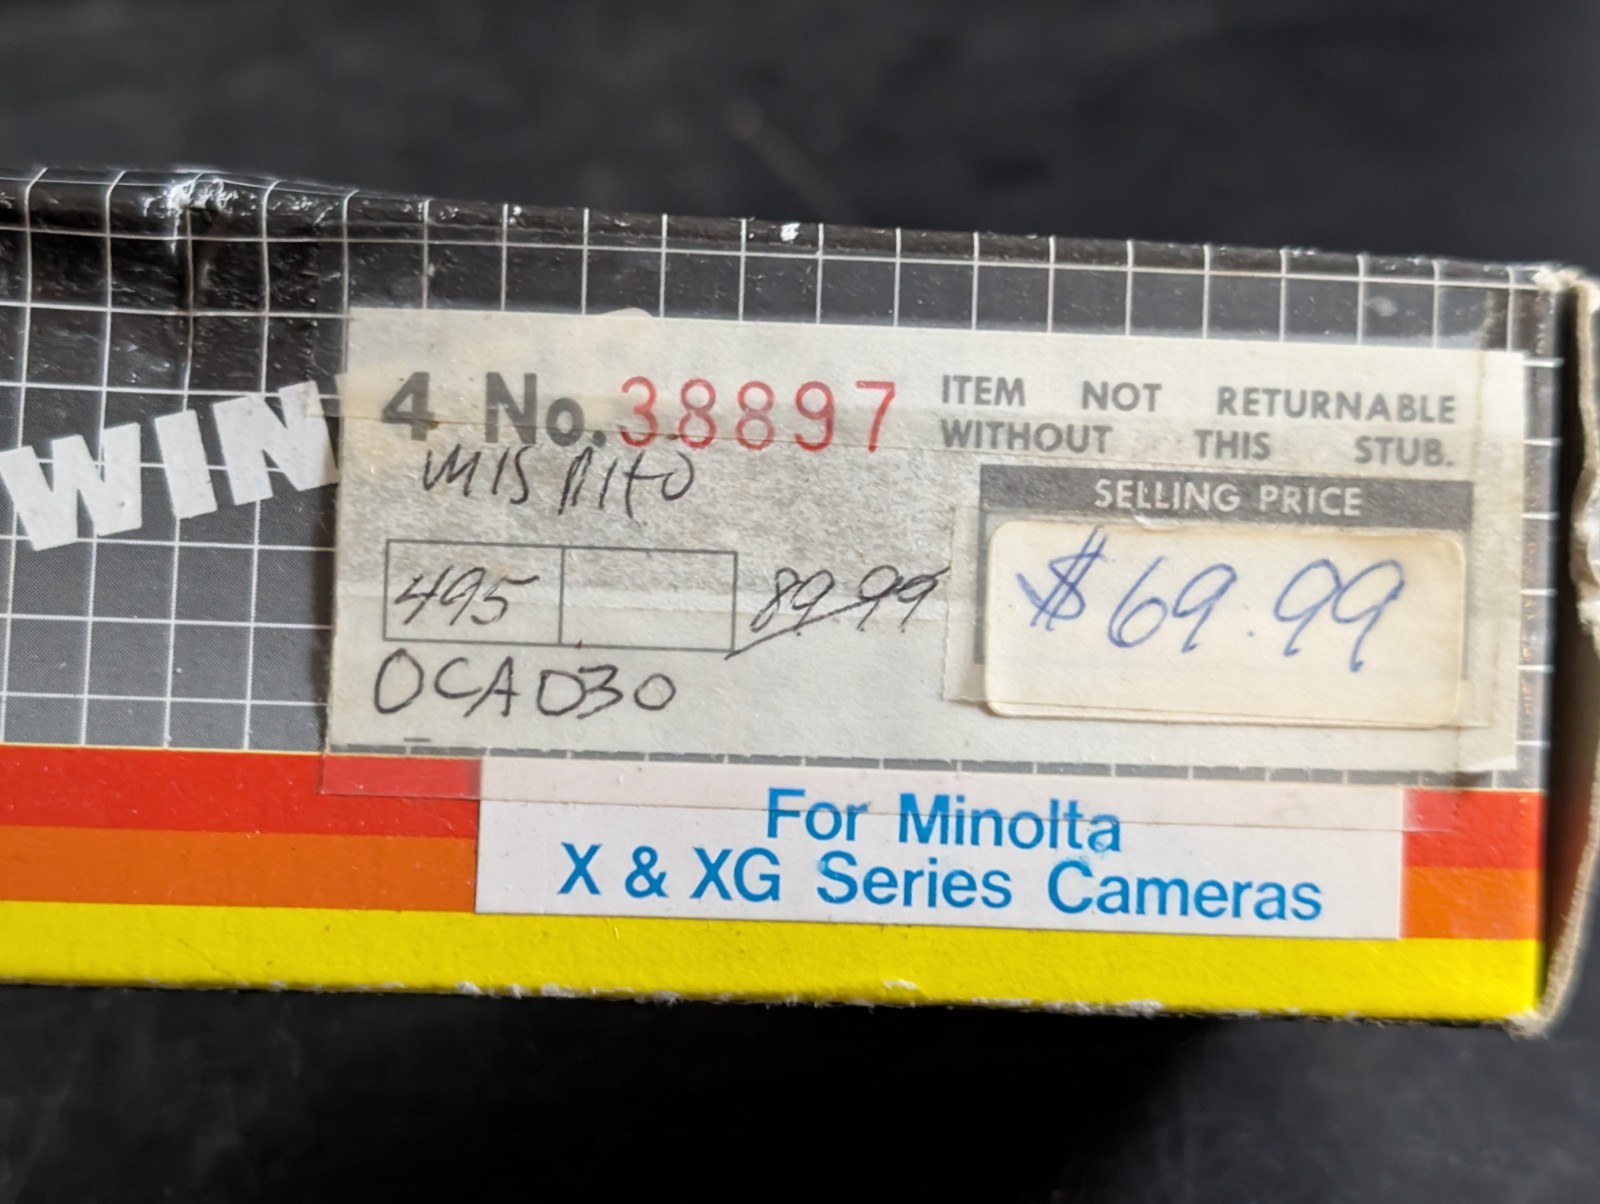 WIN
4 No. 38897
ITEM NOT RETURNABLE
WITHOUT THIS STUB.
SELLING PRICE
495
89.99
$69.99
OCAD30
For Minolta
X & XG Series Cameras